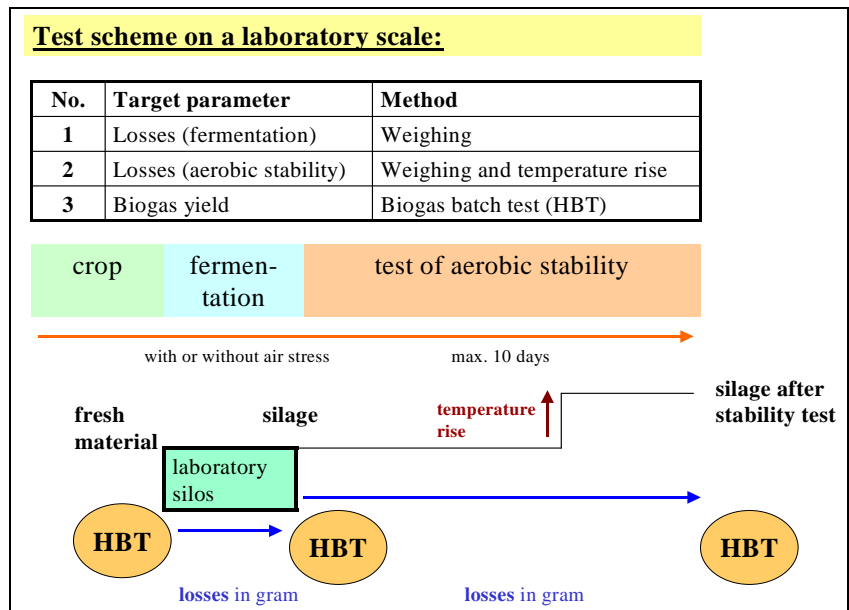 Test scheme on a laboratory scale:
No. Target parameter Method
1 Losses (fermentation) Weighing
2 Losses (aerobic stability) Weighing and temperature rise
3 Biogas yield Biogas batch test (HBT)
crop
fermen-
tation
test of aerobic stability
with or without air stress
max. 10 days
fresh
material
silage
temperature
rise
silage after
stability test
laboratory
silos
HBT
HBT
HBT
losses in gram
losses in gram